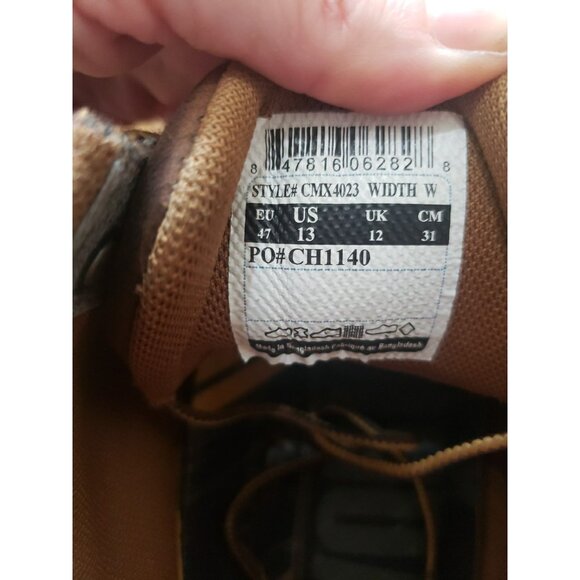 8 47816 06282 8
STYLE# CMX4023 WIDTH W
EU US UK CM
47 13 12 31
PO# CH1140
Made in Bangladesh Fabriqué au Bangladesh